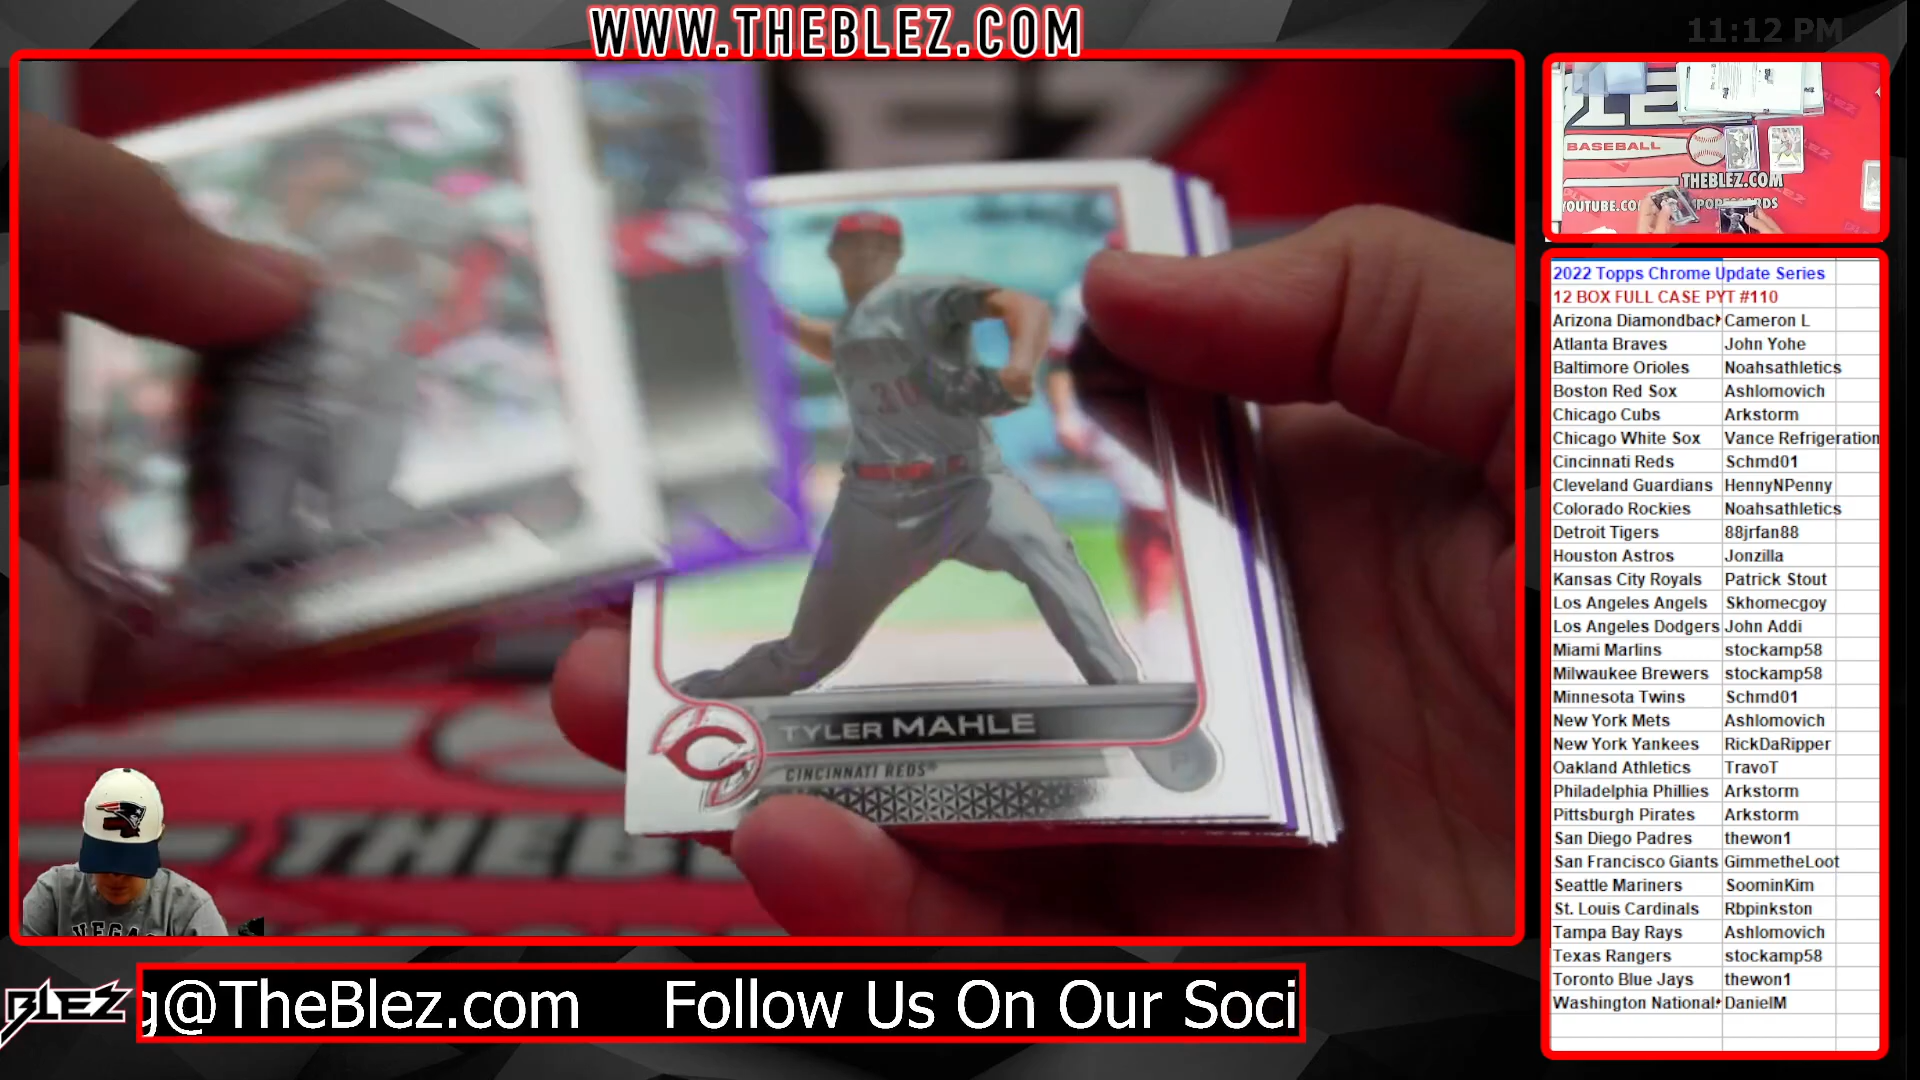 WWW.THEBLEZ.COM
11:12 PM
BASEBALL
THEBLEZ.COM
2022 Topps Chrome Update Series
12 BOX FULL CASE PYT #110
Arizona Diamondbac Cameron L
Atlanta Braves John Yohe
Baltimore Orioles Noahsathletics
Boston Red Sox Ashlomovich
Chicago Cubs Arkstorm
Chicago White Sox Vance Refrigeration
Cincinnati Reds Schmd01
Cleveland Guardians HennyNPenny
Colorado Rockies Noahsathletics
Detroit Tigers 88jrfan88
Houston Astros Jonzilla
Kansas City Royals Patrick Stout
Los Angeles Angels Skhomecgoy
Los Angeles Dodgers John Addi
Miami Marlins stockamp58
Milwaukee Brewers stockamp58
Minnesota Twins Schmd01
New York Mets Ashlomovich
New York Yankees RickDaRipper
Oakland Athletics TravoT
Philadelphia Phillies Arkstorm
Pittsburgh Pirates Arkstorm
San Diego Padres thewon1
San Francisco Giants GimmetheLoot
Seattle Mariners SoominKim
St. Louis Cardinals Rbpinkston
Tampa Bay Rays Ashlomovich
Texas Rangers stockamp58
Toronto Blue Jays thewon1
Washington National DanielM
30
TYLER MAHLE
CINCINNATI REDS
P
THEB
VEGAS
BLEZ
g@TheBlez.com Follow Us On Our Soci